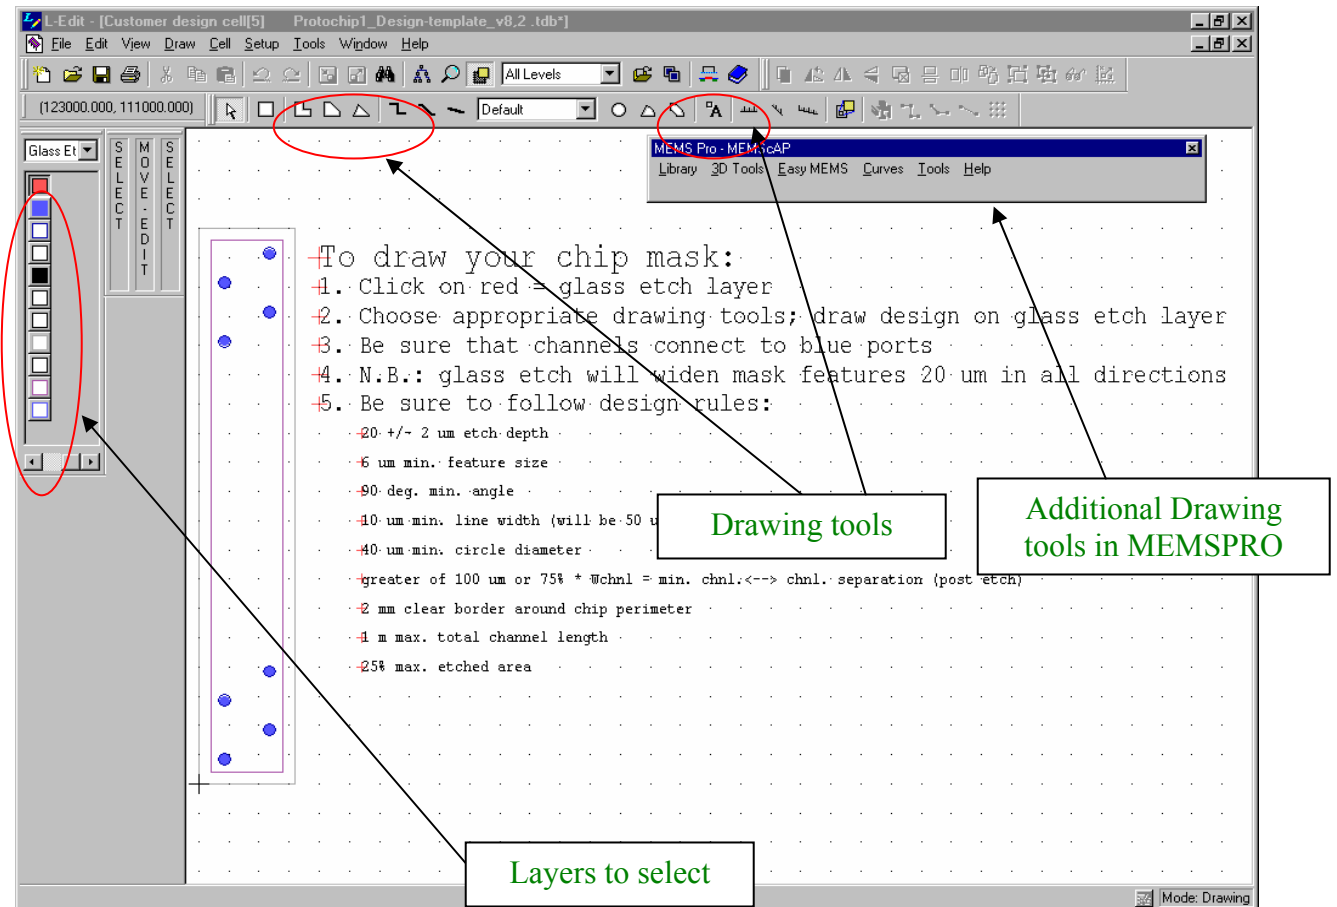 L-Edit - [Customer design cell[5]    Protochip1_Design-template_v8,2 .tdb*]
File Edit View Draw Cell Setup Tools Window Help
All Levels
(123000.000, 111000.000)
Default
Glass Et
SELECT
MOVE-EDIT
SELECT
MEMS Pro - MEMScAP
Library 3D Tools Easy MEMS Curves Tools Help
To draw your chip mask:
1. Click on red = glass etch layer
2. Choose appropriate drawing tools; draw design on glass etch layer
3. Be sure that channels connect to blue ports
4. N.B.: glass etch will widen mask features 20 um in all directions
5. Be sure to follow design rules:
20 +/- 2 um etch depth
6 um min. feature size
90 deg. min. angle
10 um min. line width (will be 50 u
40 um min. circle diameter
greater of 100 um or 75% * Wchnl = min. chnl.<--> chnl. separation (post etch)
2 mm clear border around chip perimeter
1 m max. total channel length
25% max. etched area
Drawing tools
Additional Drawing
tools in MEMSPRO
Layers to select
Mode: Drawing